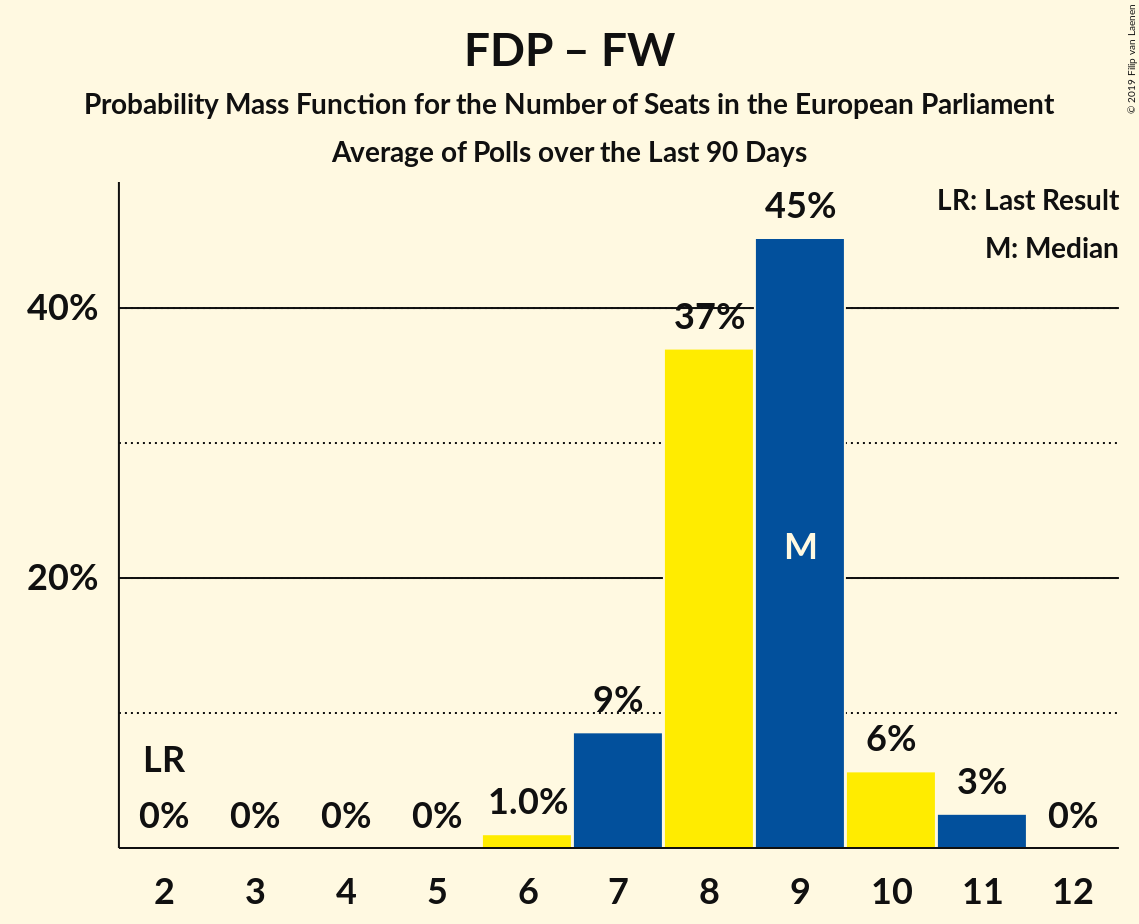 FDP – FW
Probability Mass Function for the Number of Seats in the European Parliament
Average of Polls over the Last 90 Days
© 2019 Filip van Laenen
LR: Last Result
M: Median
45%
40%
37%
M
20%
9%
6%
LR
3%
1.0%
0% 0% 0% 0% 0%
2 3 4 5 6 7 8 9 10 11 12